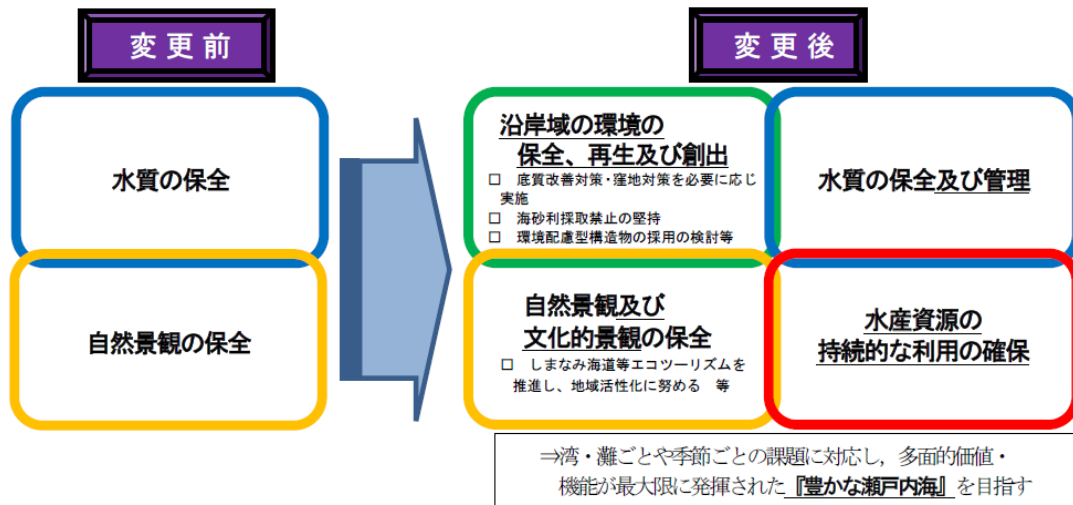 変更前
変更後
水質の保全
自然景観の保全
沿岸域の環境の
保全、再生及び創出
□ 底質改善対策・窪地対策を必要に応じ
実施
□ 海砂利採取禁止の堅持
□ 環境配慮型構造物の採用の検討等
水質の保全及び管理
自然景観及び
文化的景観の保全
□ しまなみ海道等エコツーリズムを
推進し、地域活性化に努める 等
水産資源の
持続的な利用の確保
⇒湾・灘ごとや季節ごとの課題に対応し，多面的価値・
機能が最大限に発揮された『豊かな瀬戸内海』を目指す